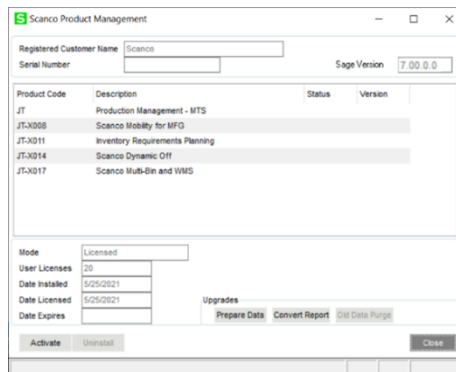 Scanco Product Management
Registered Customer Name Scanco
Serial Number Sage Version 7.00.0.0
Product Code Description Status Version
JT Production Management - MTS
JT-X008 Scanco Mobility for MFG
JT-X011 Inventory Requirements Planning
JT-X014 Scanco Dynamic Off
JT-X017 Scanco Multi-Bin and WMS
Mode Licensed
User Licenses 20
Date Installed 5/25/2021
Date Licensed 5/25/2021 Upgrades
Date Expires Prepare Data Convert Report Old Data Purge
Activate Uninstall Close